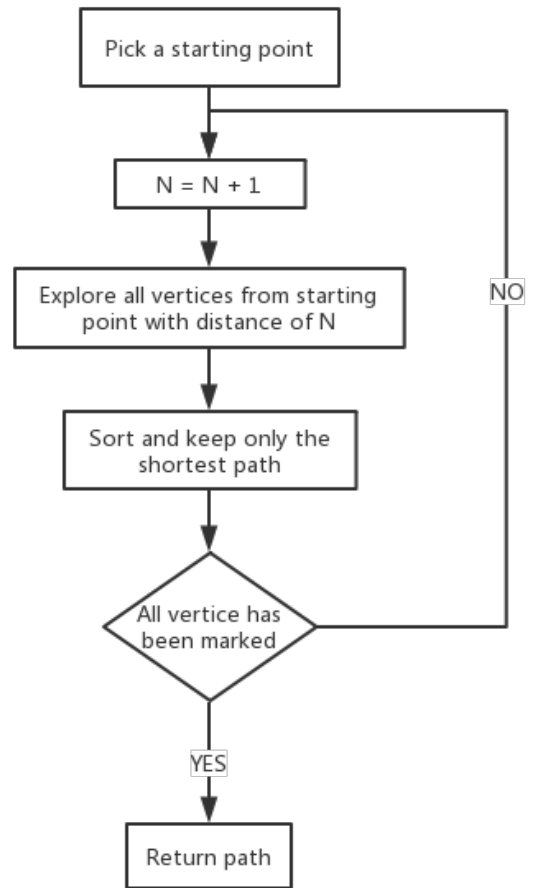 Pick a starting point
N = N + 1
Explore all vertices from starting
point with distance of N
NO
Sort and keep only the
shortest path
All vertice has
been marked
YES
Return path